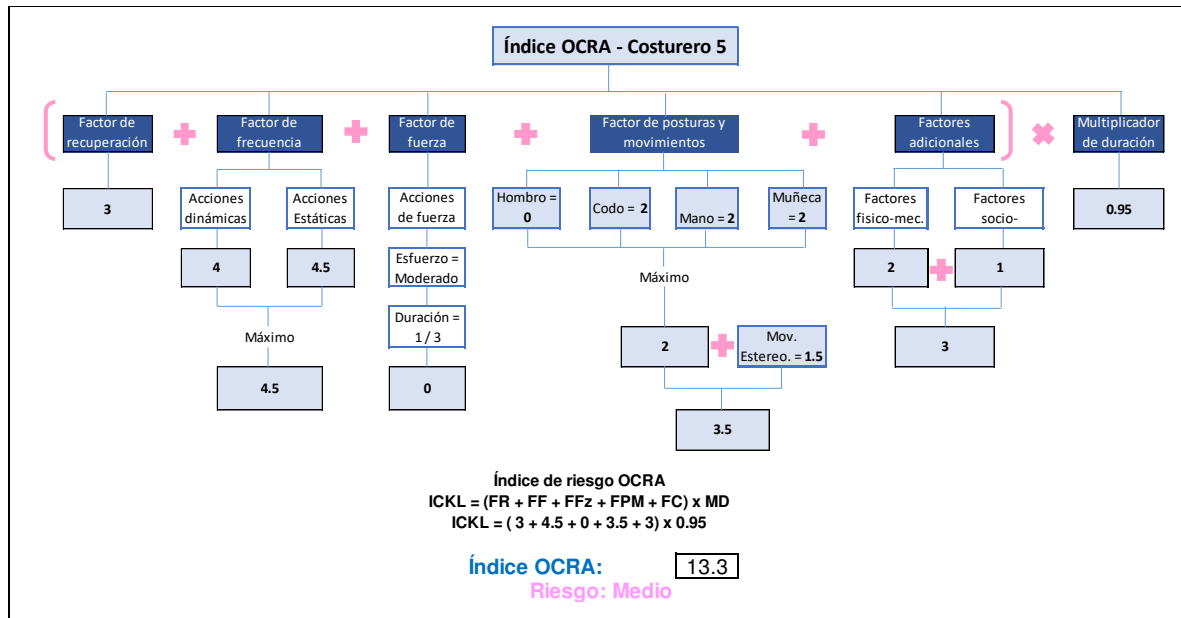 Índice OCRA - Costurero 5
Factor de
recuperación
Factor de
frecuencia
Factor de
fuerza
Factor de posturas y
movimientos
Factores
adicionales
Multiplicador
de duración
3
Acciones
dinámicas
Acciones
Estáticas
Acciones
de fuerza
Hombro =
0
Codo = 2
Mano = 2
Muñeca
= 2
Factores
fisico-mec.
Factores
socio-
0.95
4
4.5
Esfuerzo =
Moderado
2
1
Máximo
Duración =
1 / 3
Máximo
2
Mov.
Estereo. = 1.5
3
4.5
0
3.5
Índice de riesgo OCRA
ICKL = (FR + FF + FFz + FPM + FC) x MD
ICKL = ( 3 + 4.5 + 0 + 3.5 + 3) x 0.95
Índice OCRA: 13.3
Riesgo: Medio